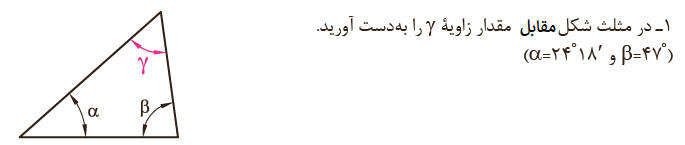 ۱ـ در مثلث شکل مقابل مقدار زاویهٔ γ را به‌دست آورید.
(β=۴۷° و α=۲۴°۱۸′)
γ
α
β